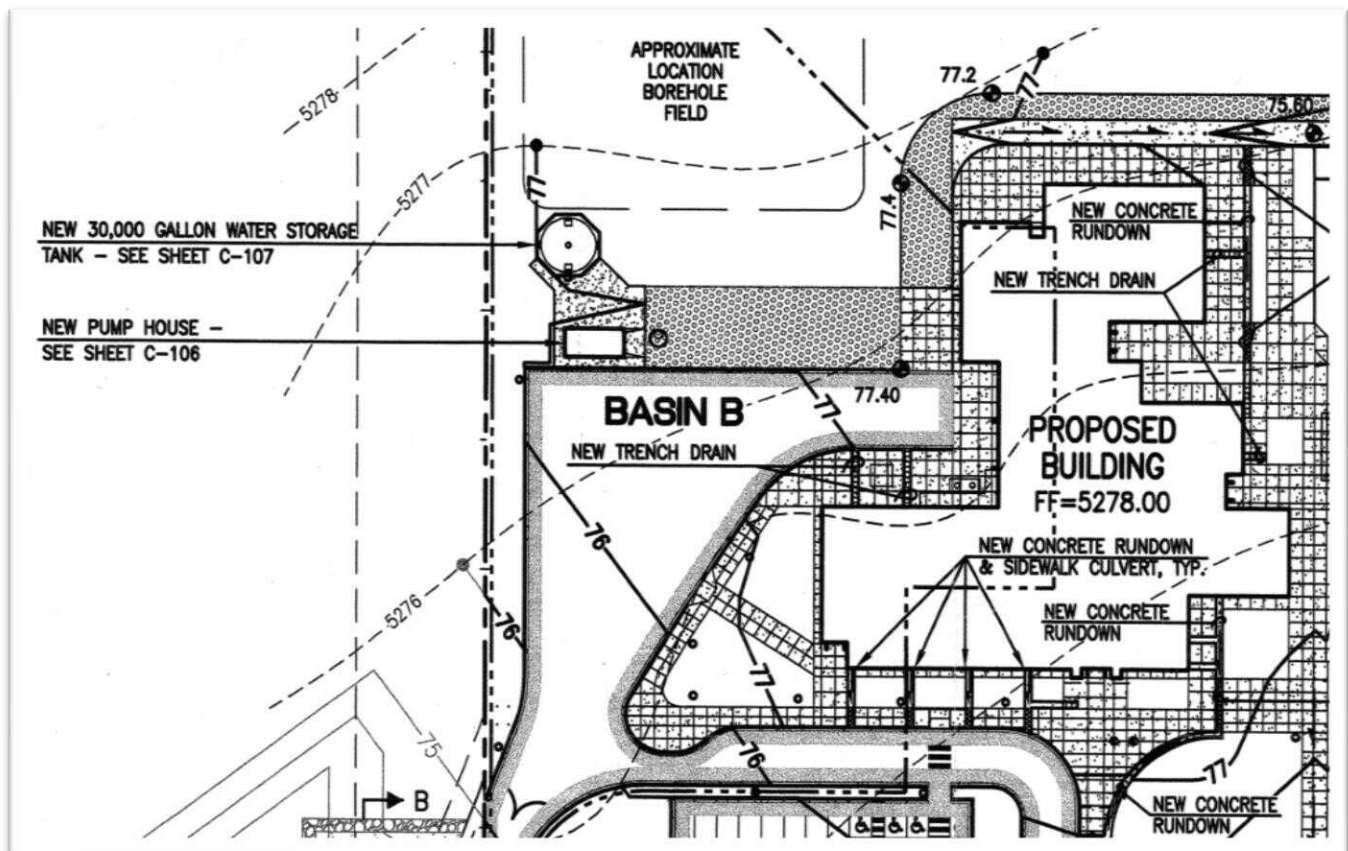 APPROXIMATE
LOCATION
BOREHOLE
FIELD
5278
77.2
77
75.60
5277
77
77.4
NEW 30,000 GALLON WATER STORAGE
TANK – SEE SHEET C-107
NEW CONCRETE
RUNDOWN
NEW TRENCH DRAIN
NEW PUMP HOUSE –
SEE SHEET C-106
77.40
BASIN B
77
NEW TRENCH DRAIN
PROPOSED
BUILDING
FF=5278.00
76
NEW CONCRETE RUNDOWN
& SIDEWALK CULVERT, TYP.
5276
76
NEW CONCRETE
RUNDOWN
77
75
76
77
B
NEW CONCRETE
RUNDOWN